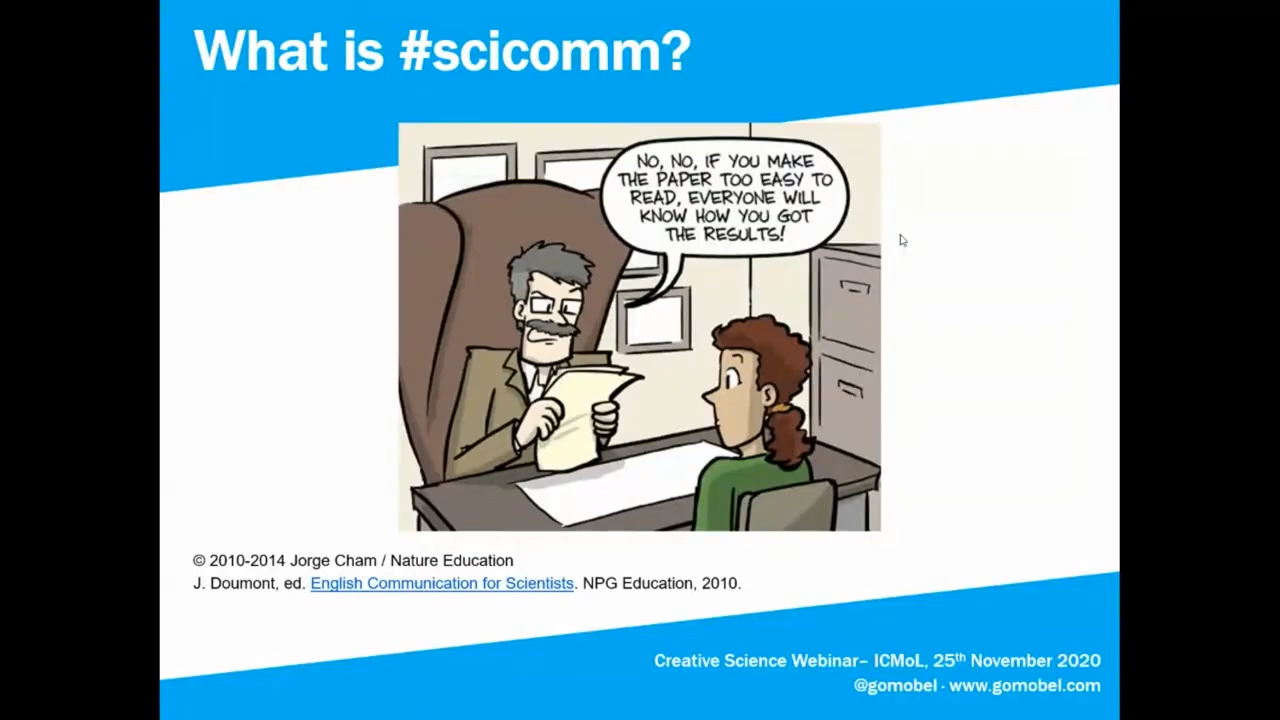 What is #scicomm?
NO, NO, IF YOU MAKE
THE PAPER TOO EASY TO
READ, EVERYONE WILL
KNOW HOW YOU GOT
THE RESULTS!
© 2010-2014 Jorge Cham / Nature Education
J. Doumont, ed. English Communication for Scientists. NPG Education, 2010.
Creative Science Webinar– ICMoL, 25th November 2020
@gomobel · www.gomobel.com